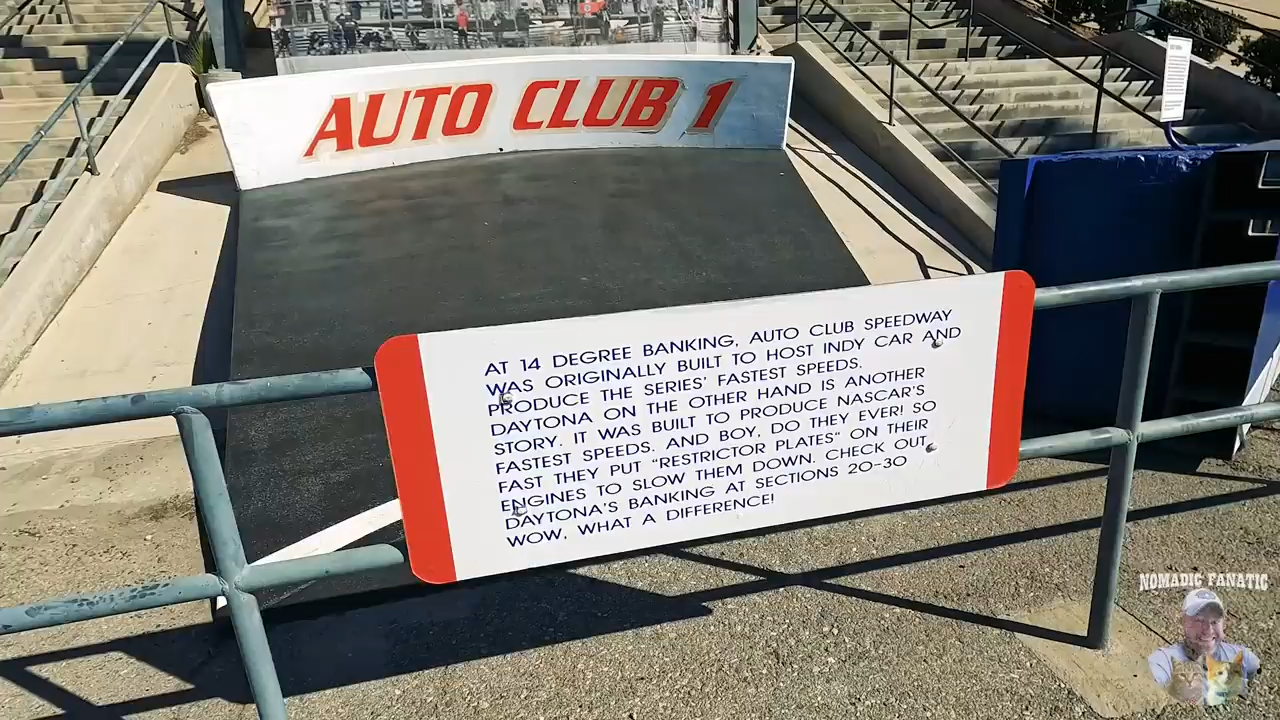 AUTO CLUB 1
AT 14 DEGREE BANKING, AUTO CLUB SPEEDWAY
WAS ORIGINALLY BUILT TO HOST INDY CAR AND
PRODUCE THE SERIES' FASTEST SPEEDS.
DAYTONA ON THE OTHER HAND IS ANOTHER
STORY. IT WAS BUILT TO PRODUCE NASCAR'S
FASTEST SPEEDS. AND BOY, DO THEY EVER! SO
FAST THEY PUT "RESTRICTOR PLATES" ON THEIR
ENGINES TO SLOW THEM DOWN. CHECK OUT
DAYTONA'S BANKING AT SECTIONS 20-30
WOW, WHAT A DIFFERENCE!
NOMADIC FANATIC